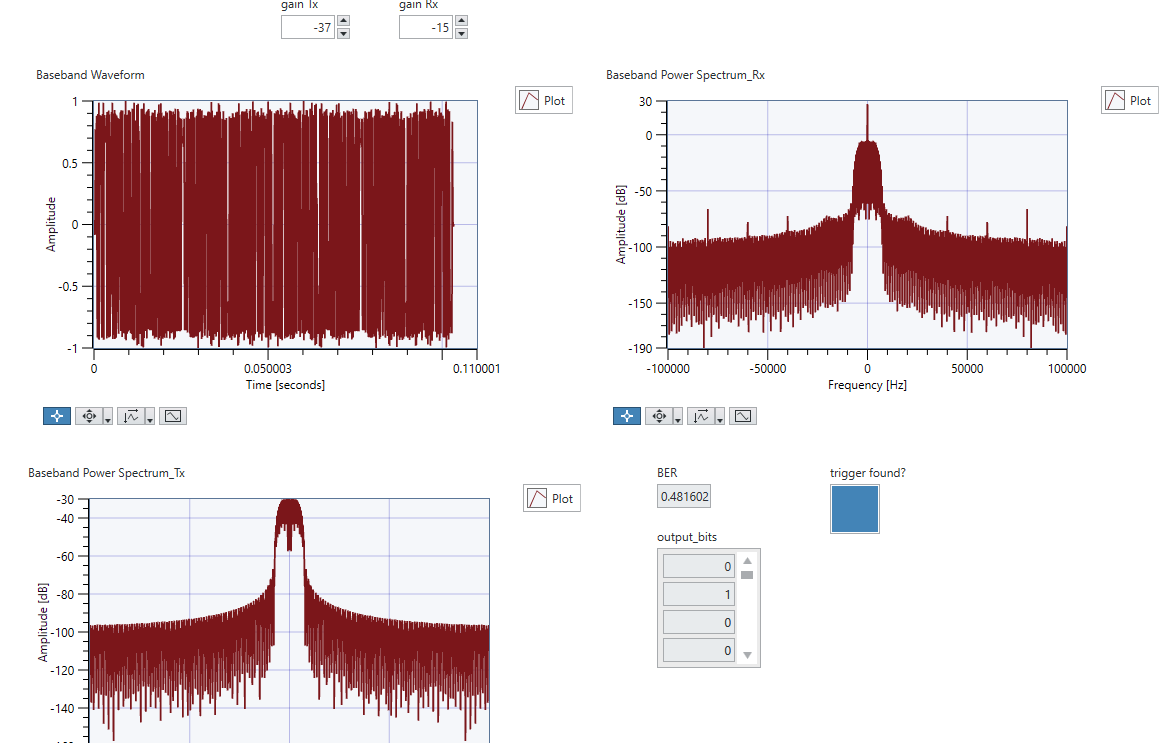 gain Tx
gain Rx
-37
-15
Baseband Waveform
Plot
1
0.5
0
-0.5
-1
Amplitude
0
0.050003
0.110001
Time [seconds]
Baseband Power Spectrum_Rx
Plot
30
0
-50
-100
-150
-190
Amplitude [dB]
-100000
-50000
0
50000
100000
Frequency [Hz]
Baseband Power Spectrum_Tx
Plot
-30
-40
-60
-80
-100
-120
-140
Amplitude [dB]
BER
0.481602
trigger found?
output_bits
0
1
0
0